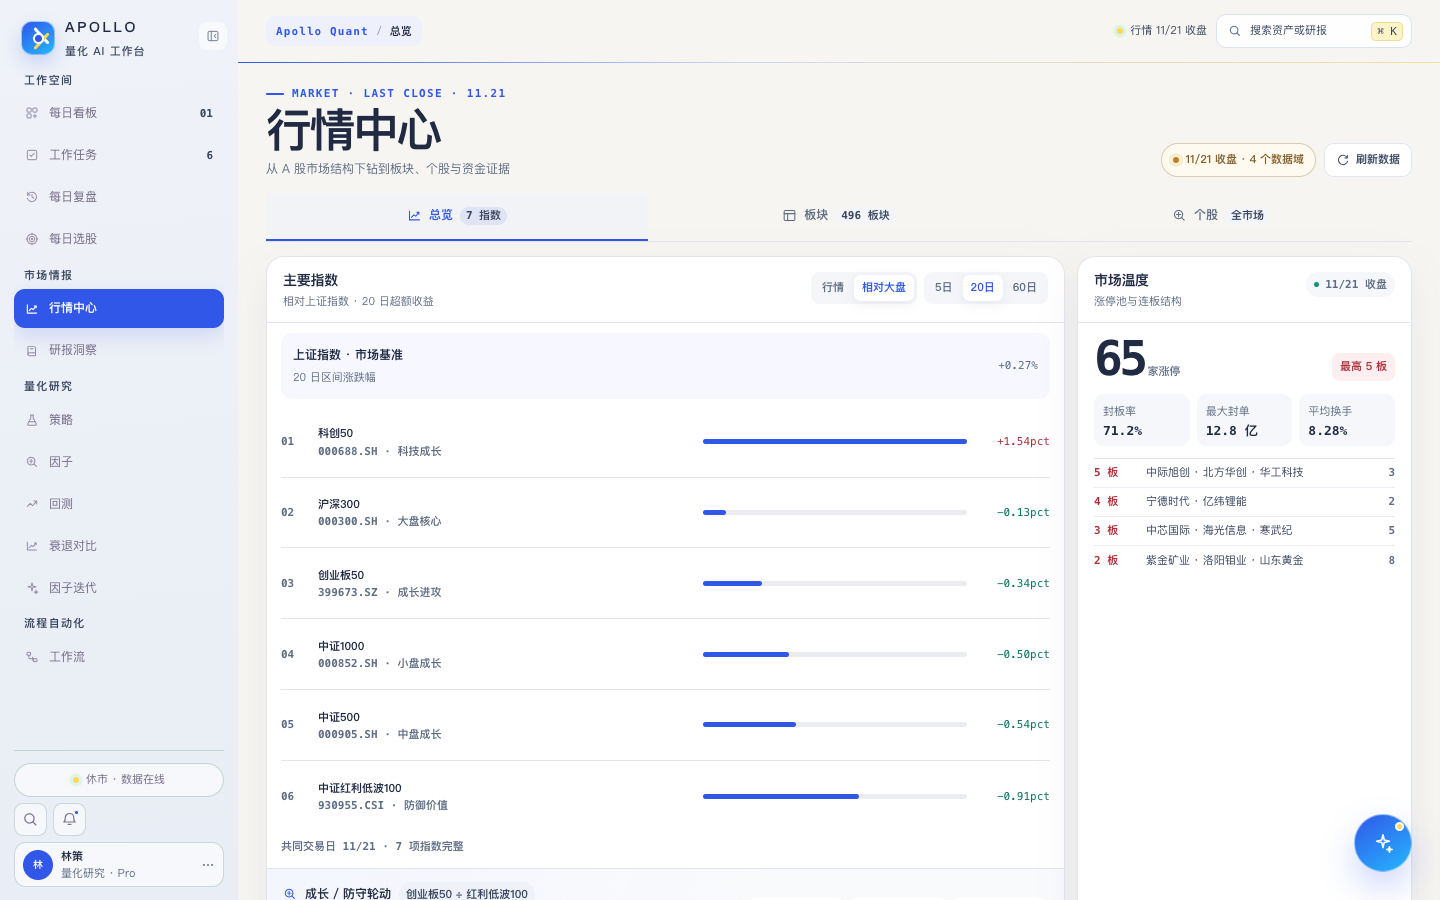 APOLLO
量化 AI 工作台
工作空间
每日看板 01
工作任务 6
每日复盘
每日选股
市场情报
行情中心
研报洞察
量化研究
策略
因子
回测
衰退对比
因子迭代
流程自动化
工作流
休市 · 数据在线
林
林策
量化研究 · Pro
Apollo Quant / 总览
行情 11/21 收盘
搜索资产或研报
⌘ K
MARKET · LAST CLOSE · 11.21
行情中心
从 A 股市场结构下钻到板块、个股与资金证据
11/21 收盘 · 4 个数据域
刷新数据
总览 7 指数
板块 496 板块
个股 全市场
主要指数
相对上证指数 · 20 日超额收益
行情 相对大盘
5日 20日 60日
上证指数 · 市场基准
20 日区间涨跌幅
+0.27%
01 科创50
000688.SH · 科技成长
+1.54pct
02 沪深300
000300.SH · 大盘核心
−0.13pct
03 创业板50
399673.SZ · 成长进攻
−0.34pct
04 中证1000
000852.SH · 小盘成长
−0.50pct
05 中证500
000905.SH · 中盘成长
−0.54pct
06 中证红利低波100
930955.CSI · 防御价值
−0.91pct
共同交易日 11/21 · 7 项指数完整
成长 / 防守轮动 创业板50 ÷ 红利低波100
市场温度
涨停池与连板结构
11/21 收盘
65家涨停
最高 5 板
封板率
71.2%
最大封单
12.8 亿
平均换手
8.28%
5 板 中际旭创 · 北方华创 · 华工科技 3
4 板 宁德时代 · 亿纬锂能 2
3 板 中芯国际 · 海光信息 · 寒武纪 5
2 板 紫金矿业 · 洛阳钼业 · 山东黄金 8